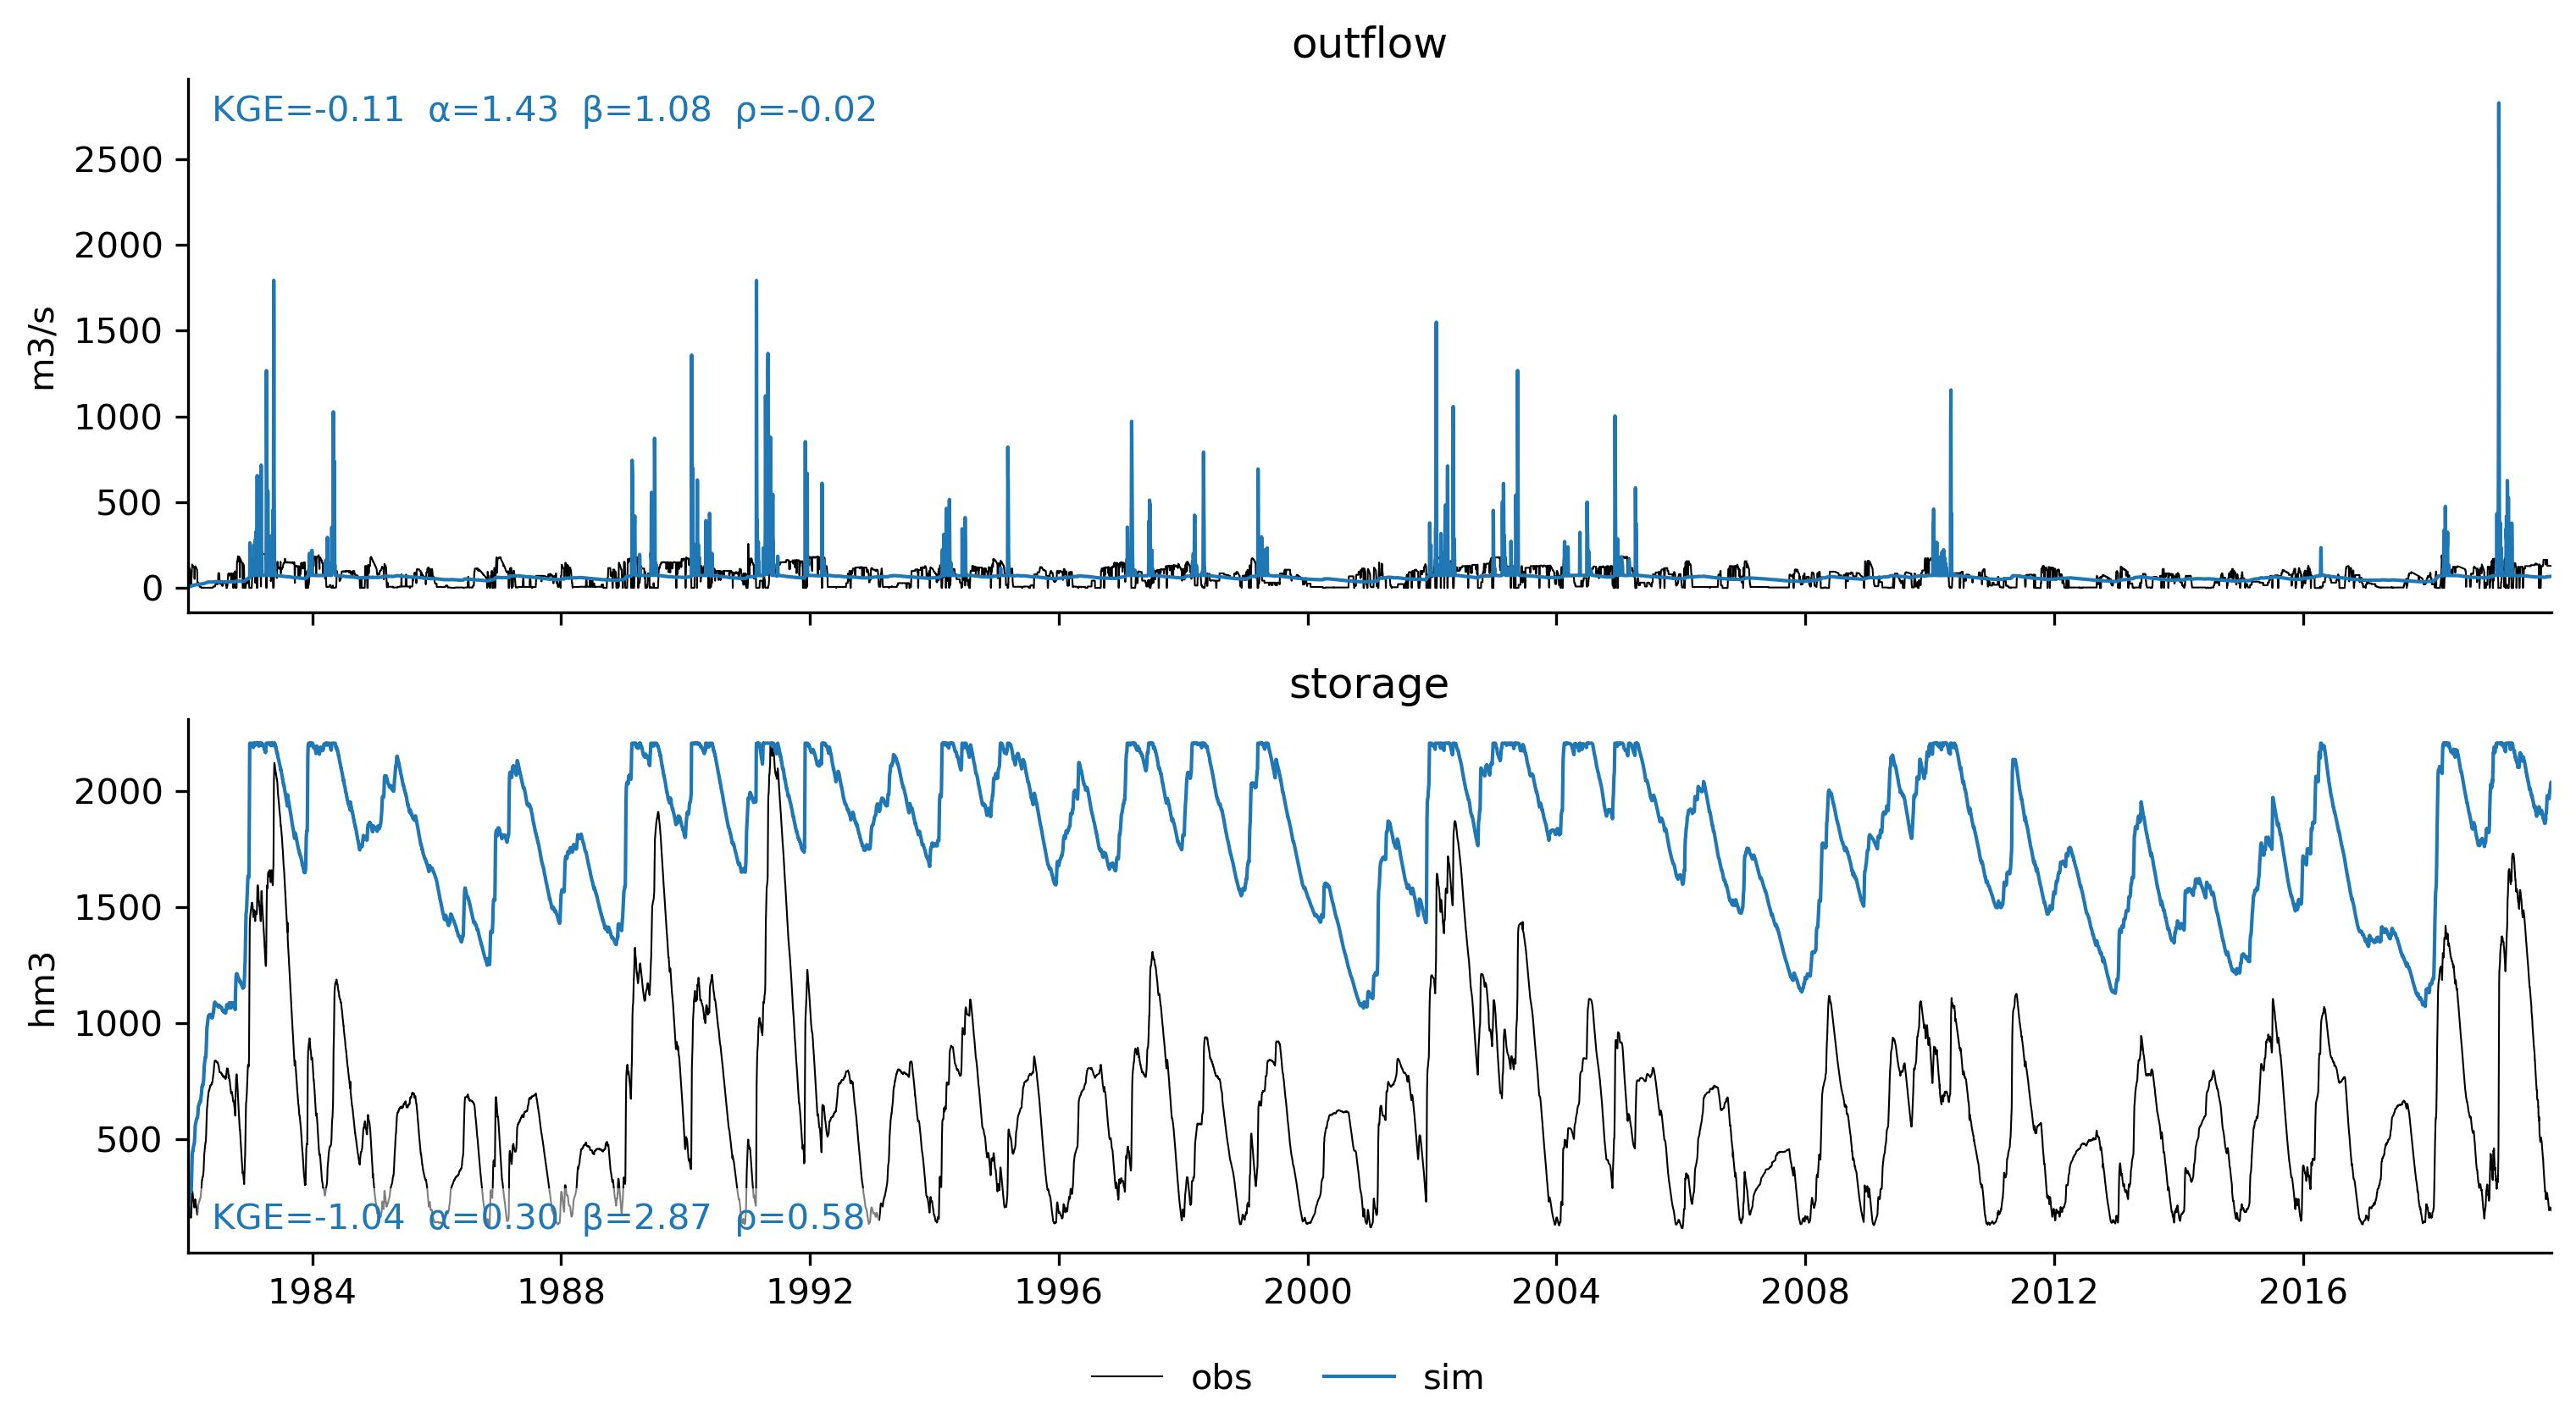 outflow
KGE=-0.11 α=1.43 β=1.08 ρ=-0.02
2500
2000
1500
1000
500
0
m3/s
storage
2000
1500
1000
500
hm3
KGE=-1.04 α=0.30 β=2.87 ρ=0.58
1984 1988 1992 1996 2000 2004 2008 2012 2016
obs sim